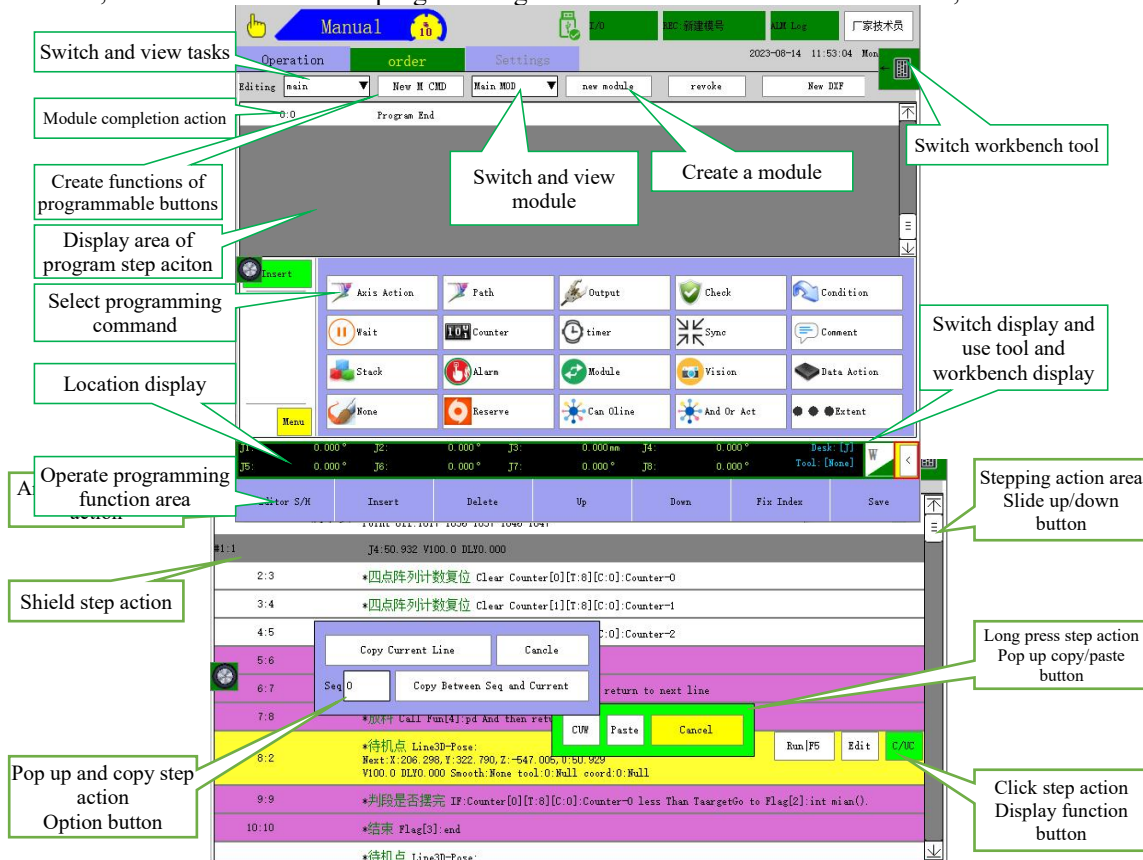 Manual
10
I/O
REC:新建模号
ALM Log
厂家技术员
Switch and view tasks
Operation
order
Settings
2023-08-14 11:53:04 Mon
Editing
main
New M CMD
Main MOD
new module
revoke
New DXF
Module completion action
0:0
Program End
Switch workbench tool
Create functions of
programmable buttons
Switch and view
module
Create a module
Display area of
program step aciton
Insert
Select programming
command
Axis Action
Path
Output
Check
Condition
Wait
Counter
timer
Sync
Comment
Switch display and
use tool and
workbench display
Location display
Stack
Alarm
Module
Vision
Data Action
Menu
None
Reserve
Can Oline
And Or Act
Extent
J1: 0.000° J2: 0.000° J3: 0.000mm J4: 0.000° Desk:[J]
J5: 0.000° J6: 0.000° J7: 0.000° J8: 0.000° Tool:[None]
W
<
Operate programming
function area
action
Editor S/H
Insert
Delete
Up
Down
Fix Index
Save
Stepping action area
Slide up/down
button
#1:1 J4:50.932 V100.0 DLY0.000
2:3 *四点阵列计数复位 Clear Counter[0][T:8][C:0]:Counter-0
Shield step action
3:4 *四点阵列计数复位 Clear Counter[1][T:8][C:0]:Counter-1
4:5 C:0]:Counter-2
Copy Current Line
Cancle
Long press step action
Pop up copy/paste
button
5:6
Seq
0
Copy Between Seq and Current
6:7 return to next line
7:8 Call Fun[4]:pd And then
CUW
Paste
Cancel
8:2 *待机点 Line3D-Pose:
Next:X:206.298,Y:322.790,Z:-547.005,U:50.929
V100.0 DLY0.000 Smooth:None tool:0:Null coord:0:Null
Run|F5
Edit
C/UC
Pop up and copy step
action
Option button
Click step action
Display function
button
9:9 *判段是否摆完 IF:Counter[0][T:8][C:0]:Counter-0 less Than TaargetGo to Flag[2]:int mian().
10:10 *结束 Flag[3]:end
*待机点 Line3D-Pose: